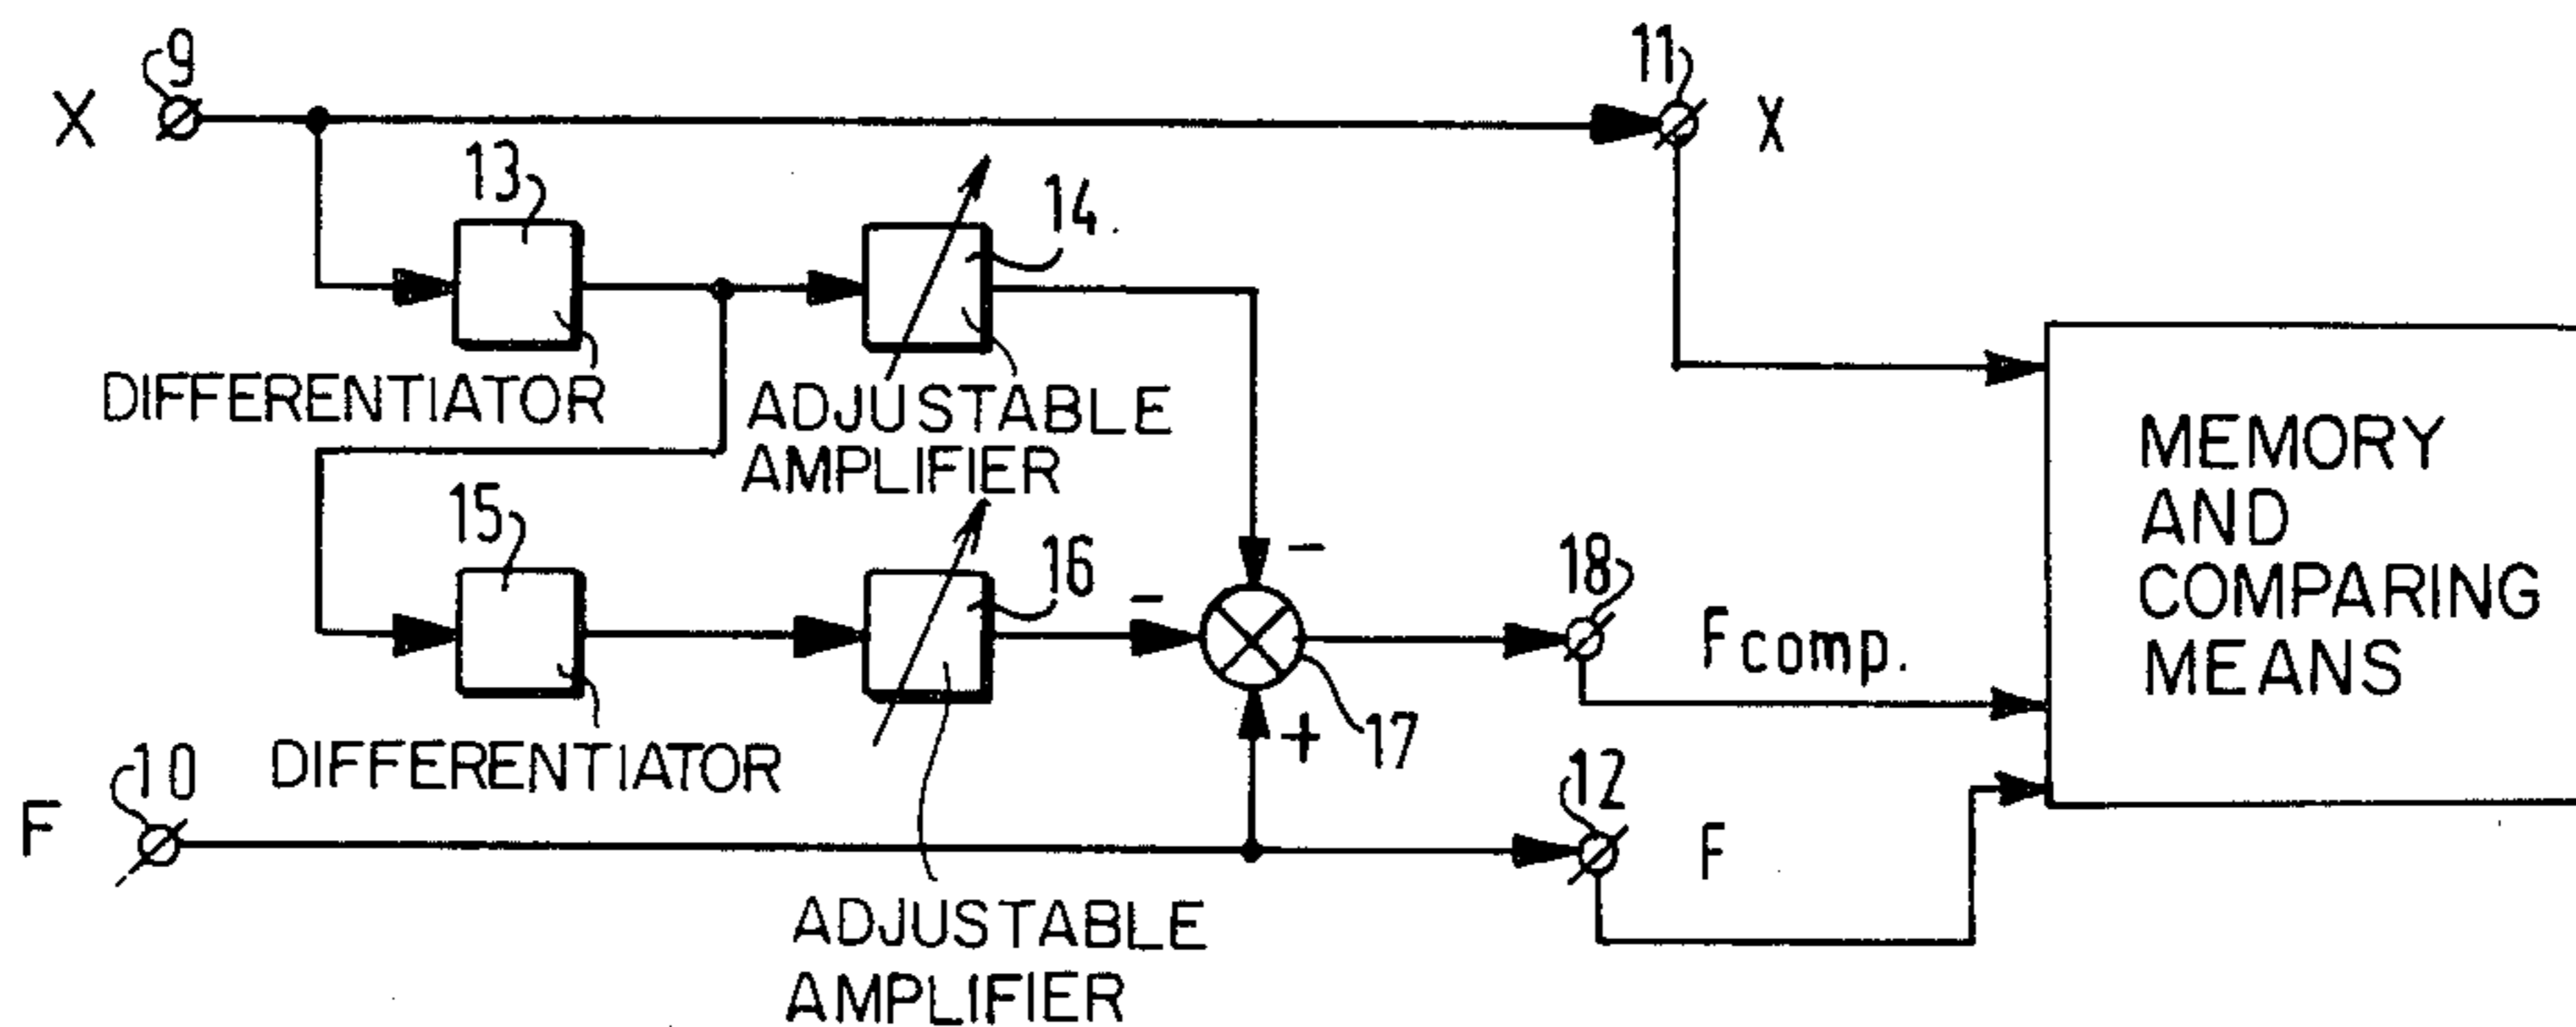 9
11
X
X
13
14.
DIFFERENTIATOR
ADJUSTABLE
AMPLIFIER
MEMORY
AND
COMPARING
MEANS
15
16
-
-
18
Fcomp.
+
17
DIFFERENTIATOR
10
12
F
F
ADJUSTABLE
AMPLIFIER